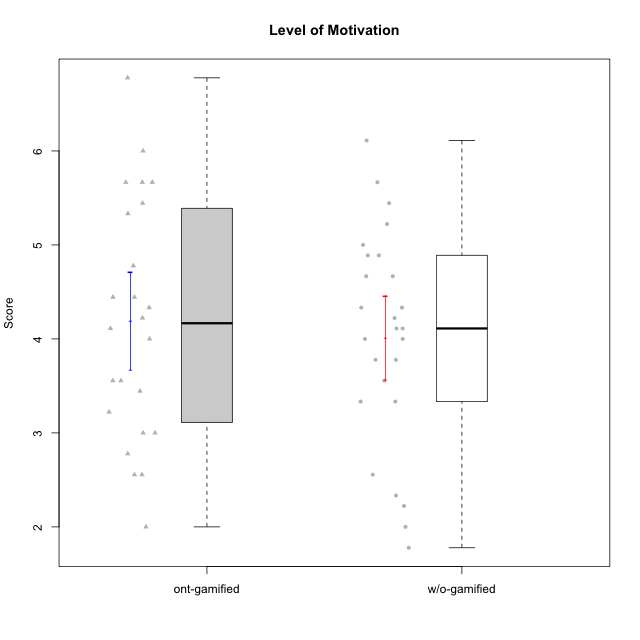 Level of Motivation
6
5
4
3
2
Score
ont-gamified
w/o-gamified